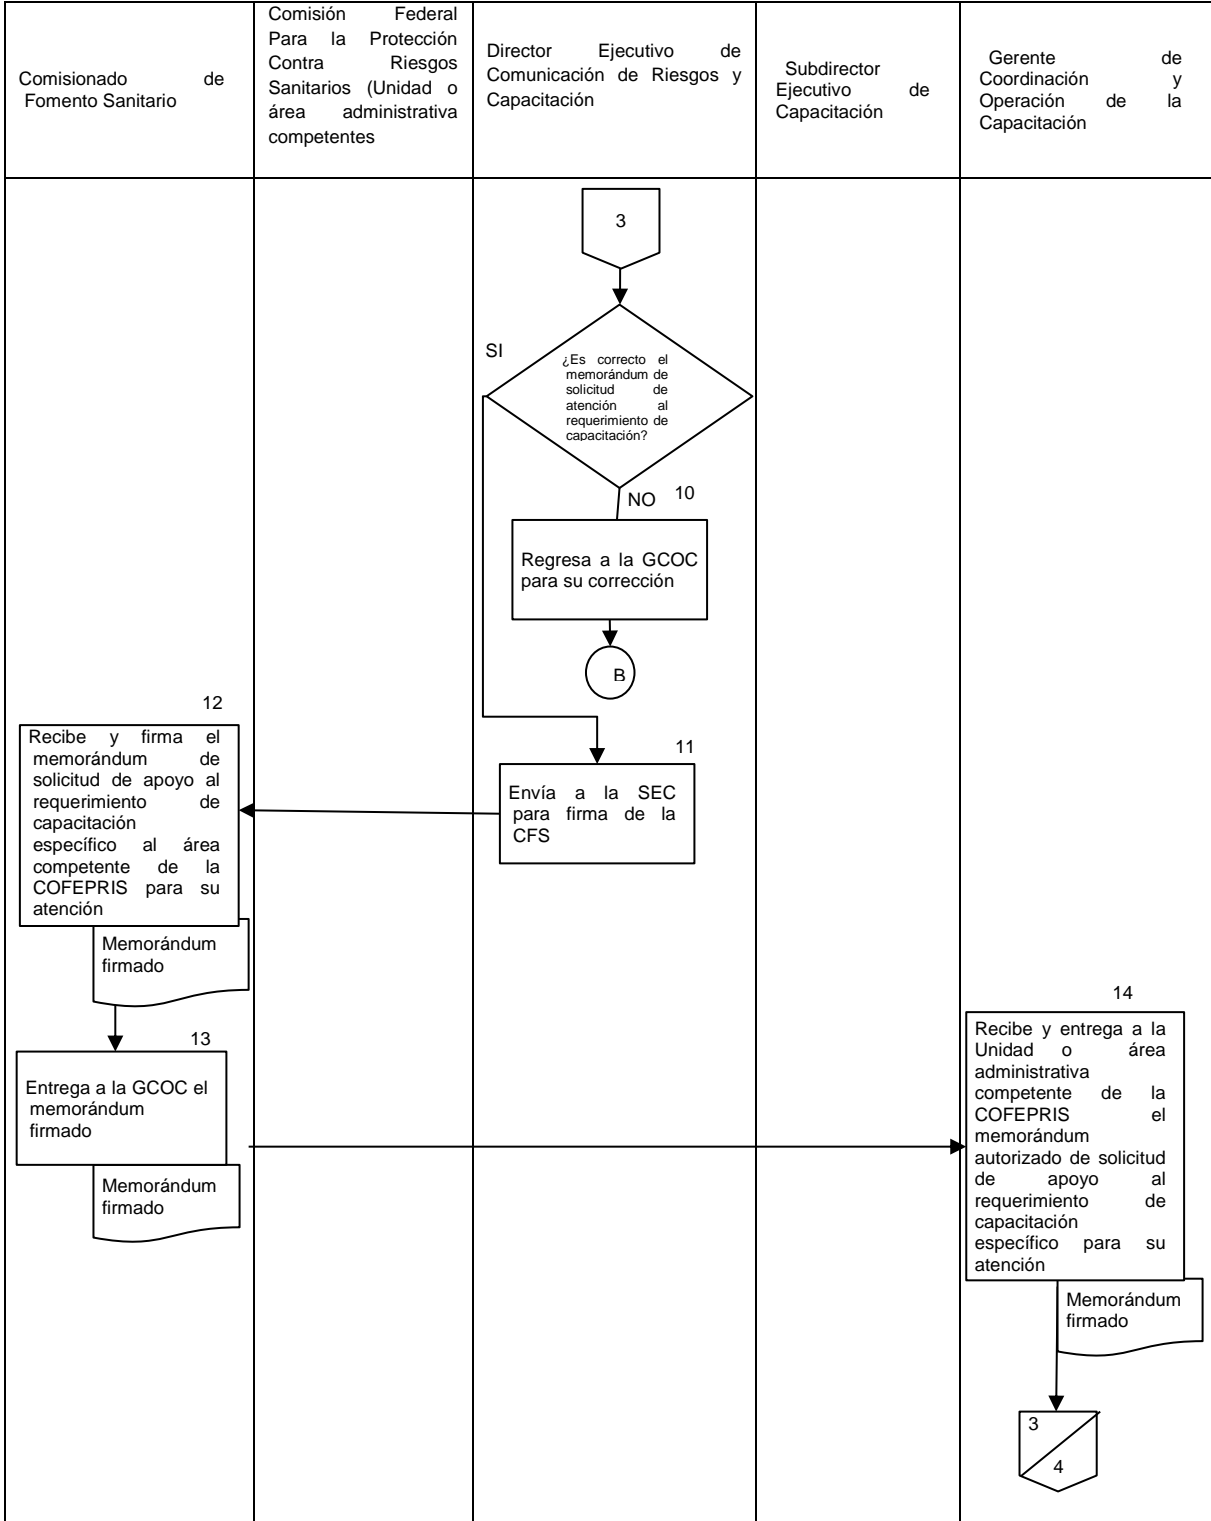 Comisionado de
Fomento Sanitario
Comisión Federal
Para la Protección
Contra Riesgos
Sanitarios (Unidad o
área administrativa
competentes
Director Ejecutivo de
Comunicación de Riesgos y
Capacitación
Subdirector
Ejecutivo de
Capacitación
Gerente de
Coordinación y
Operación de la
Capacitación
3
SI
¿Es correcto el
memorándum de
solicitud de
atención al
requerimiento de
capacitación?
NO
10
Regresa a la GCOC
para su corrección
B
11
Envía a la SEC
para firma de la
CFS
12
Recibe y firma el
memorándum de
solicitud de apoyo al
requerimiento de
capacitación
específico al área
competente de la
COFEPRIS para su
atención
Memorándum
firmado
13
Entrega a la GCOC el
memorándum
firmado
Memorándum
firmado
14
Recibe y entrega a la
Unidad o área
administrativa
competente de la
COFEPRIS el
memorándum
autorizado de solicitud
de apoyo al
requerimiento de
capacitación
específico para su
atención
Memorándum
firmado
3
4